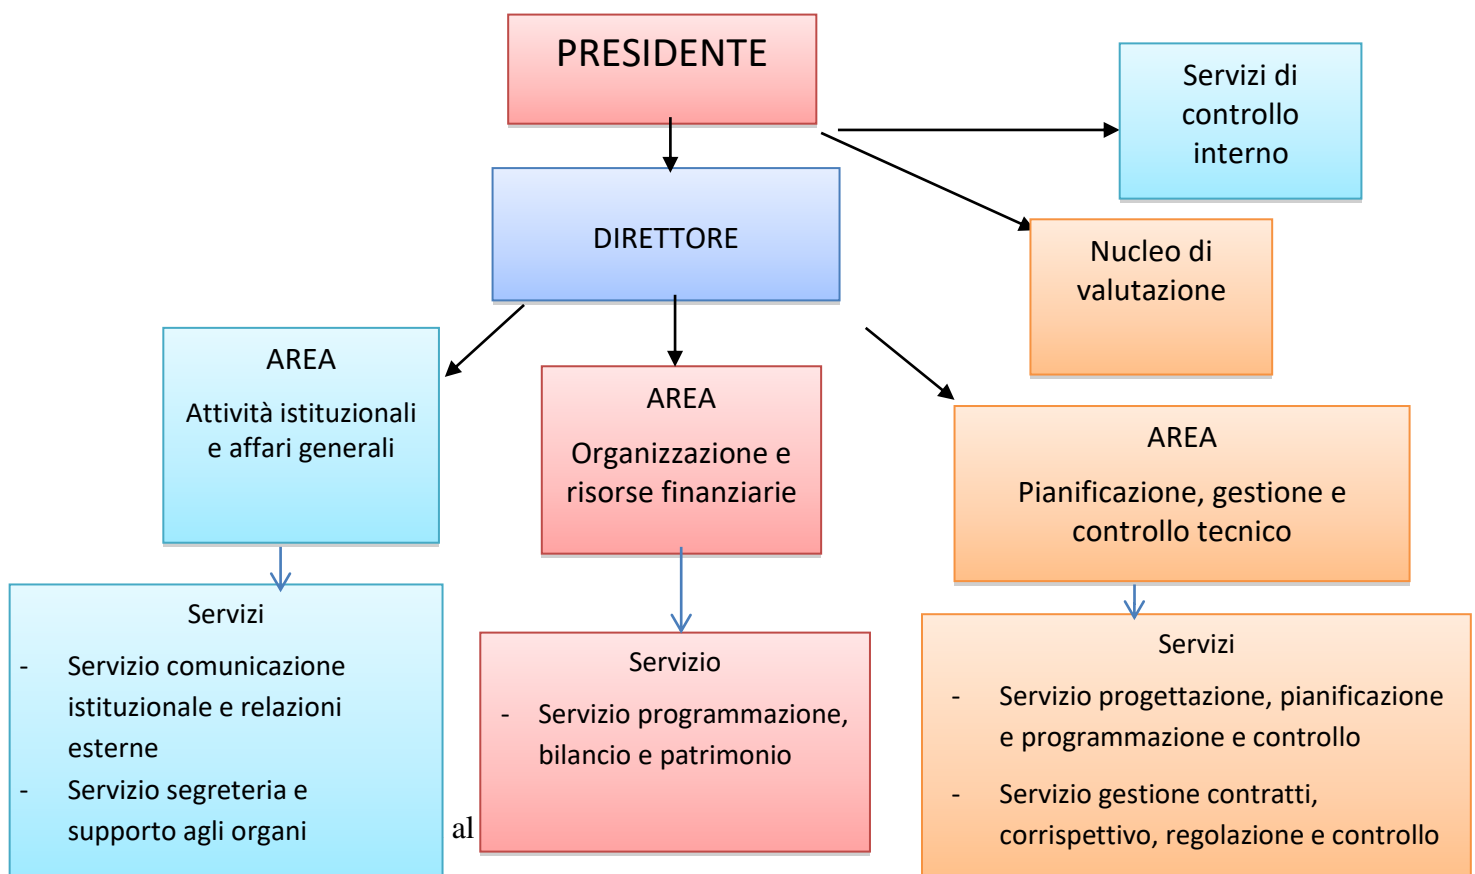 PRESIDENTE
Servizi di
controllo
interno
DIRETTORE
Nucleo di
valutazione
AREA
Attività istituzionali
e affari generali
AREA
Organizzazione e
risorse finanziarie
AREA
Pianificazione, gestione e
controllo tecnico
Servizi
- Servizio comunicazione
istituzionale e relazioni
esterne
- Servizio segreteria e
supporto agli organi
al
Servizio
- Servizio programmazione,
bilancio e patrimonio
Servizi
- Servizio progettazione, pianificazione
e programmazione e controllo
- Servizio gestione contratti,
corrispettivo, regolazione e controllo